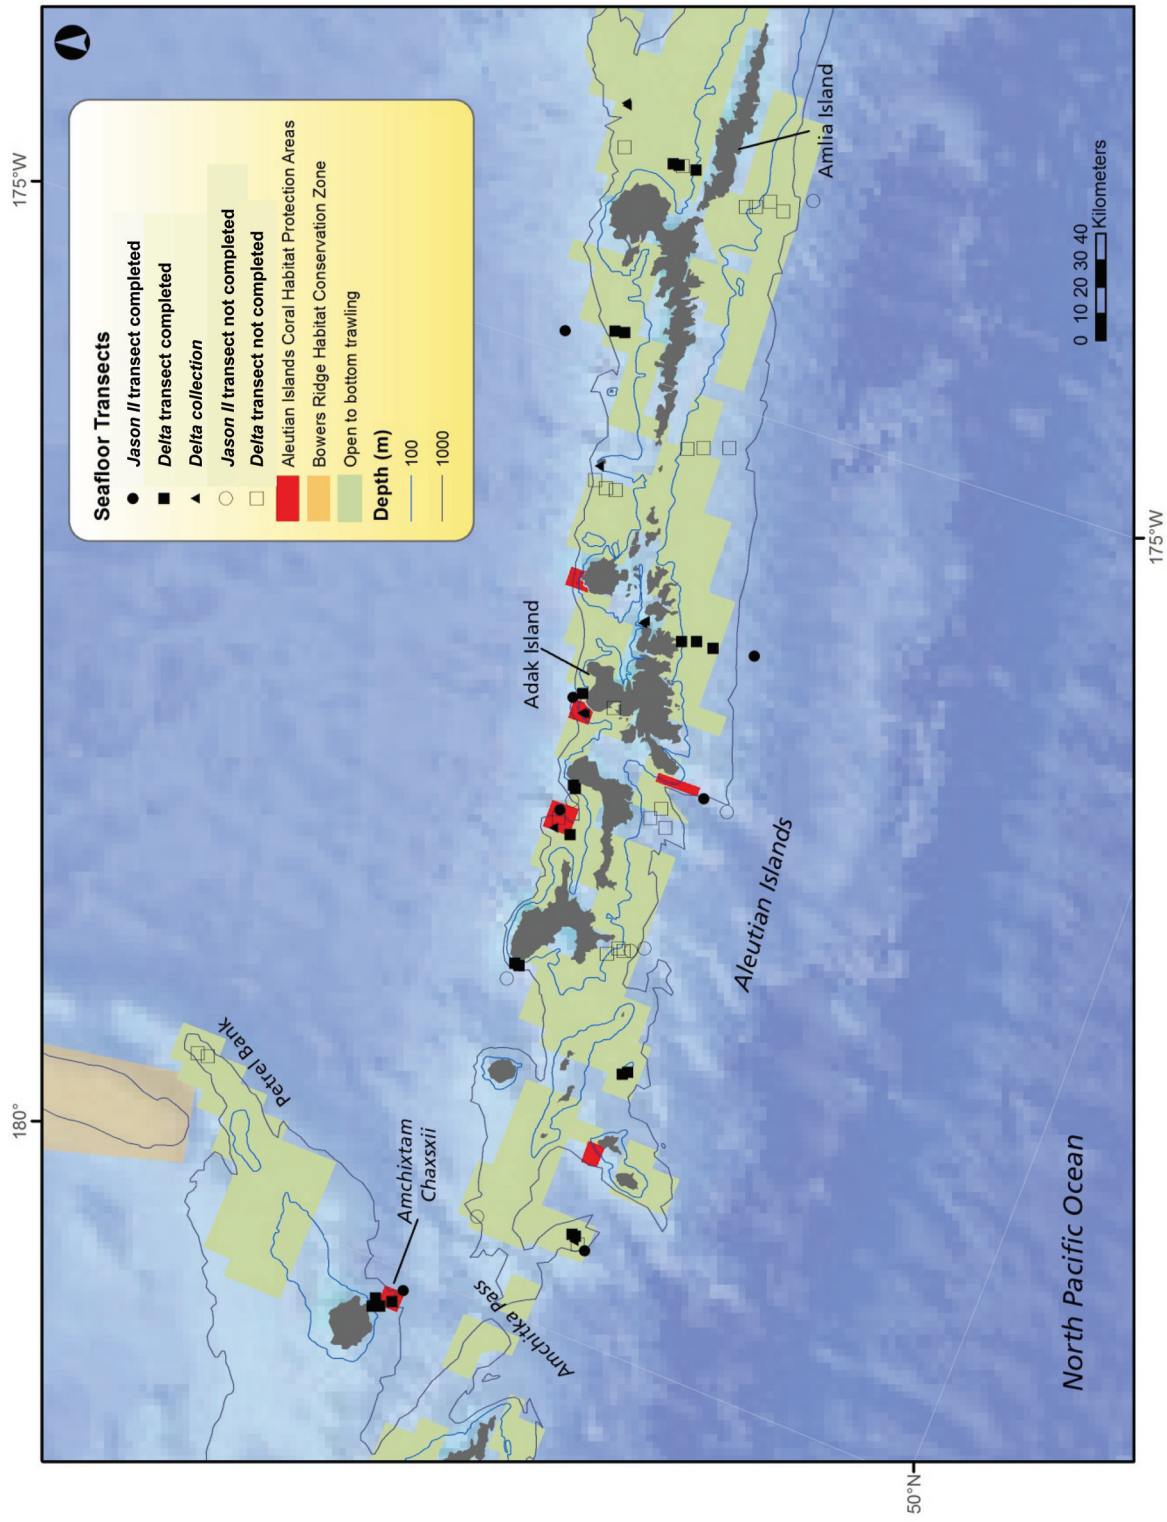 175°W
180°
Seafloor Transects
Jason II transect completed
Delta transect completed
Delta collection
Jason II transect not completed
Delta transect not completed
Aleutian Islands Coral Habitat Protection Areas
Bowers Ridge Habitat Conservation Zone
Open to bottom trawling
Depth (m)
100
1000
Petrel Bank
Amchixtam
Chaxsxii
Amchitka Pass
Adak Island
Amlia Island
Aleutian Islands
North Pacific Ocean
0 10 20 30 40
Kilometers
50°N
175°W